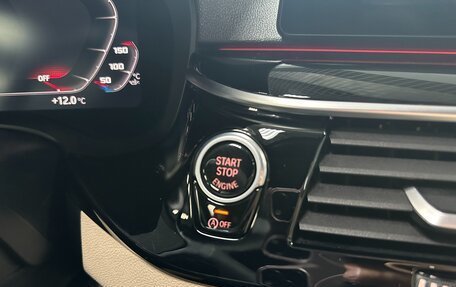 150
100
°C
OFF
50
+12.0 °C
START
STOP
ENGINE
A OFF